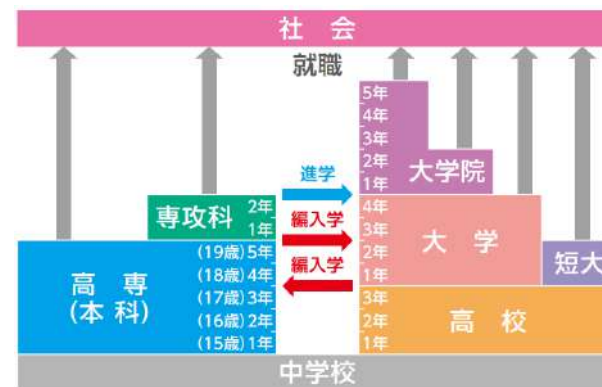 社 会
就職
5年
4年
3年
2年
1年
大学院
進学
専攻科
2年
1年
編入学
4年
3年
2年
1年
大 学
(19歳)5年
(18歳)4年
(17歳)3年
(16歳)2年
(15歳)1年
高 専
(本 科)
編入学
短大
3年
2年
1年
高 校
中学校